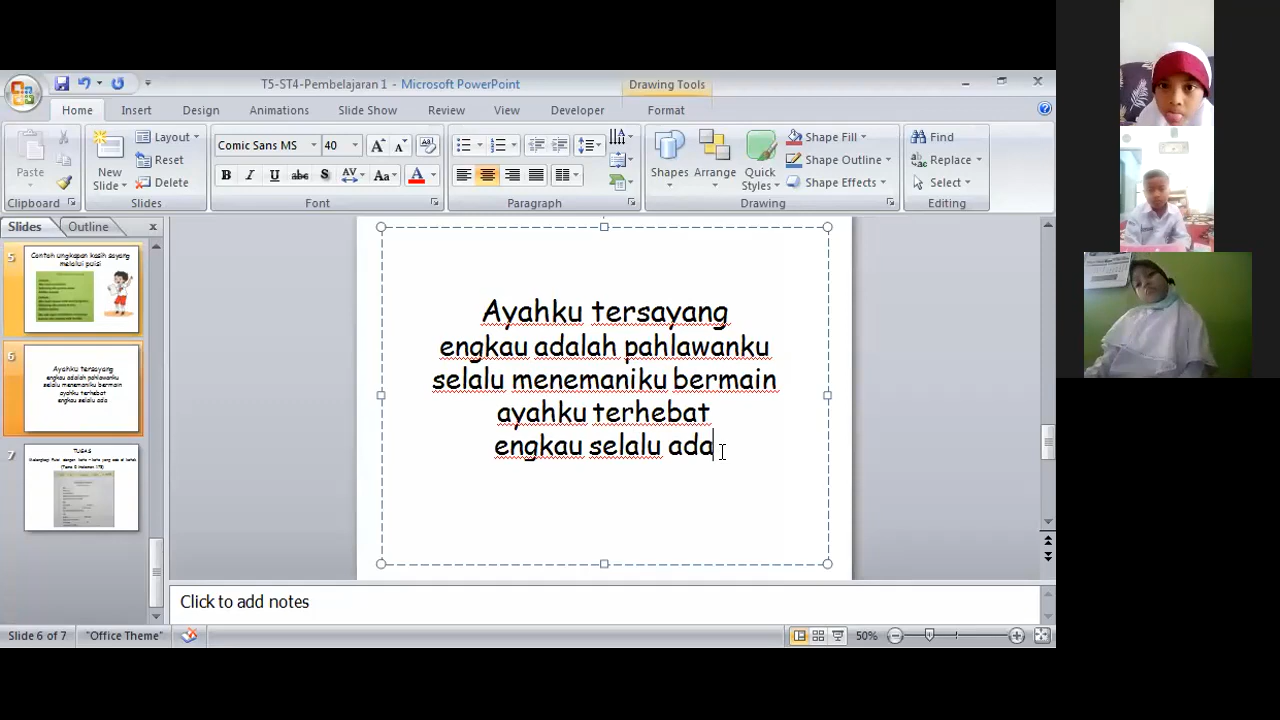 T5-ST4-Pembelajaran 1 - Microsoft PowerPoint
Drawing Tools
Home Insert Design Animations Slide Show Review View Developer Format
Paste
Clipboard
New Slide
Layout
Reset
Delete
Slides
Comic Sans MS 40
Font
Paragraph
Shapes
Arrange
Quick Styles
Shape Fill
Shape Outline
Shape Effects
Drawing
Find
Replace
Select
Editing
Slides Outline
5
Contoh ungkapan kasih sayang
melalui puisi
6
Ayahku tersayang
engkau adalah pahlawanku
selalu menemaniku bermain
ayahku terhebat
engkau selalu ada
7
TUGAS
Ayahku tersayang
engkau adalah pahlawanku
selalu menemaniku bermain
ayahku terhebat
engkau selalu ada
Click to add notes
Slide 6 of 7
"Office Theme"
50%